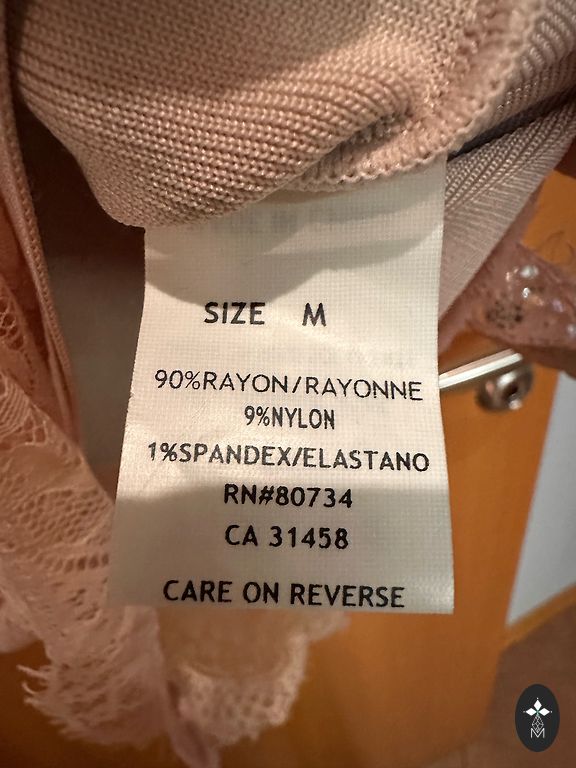 SIZE M
90%RAYON/RAYONNE
9%NYLON
1%SPANDEX/ELASTANO
RN#80734
CA 31458
CARE ON REVERSE
M